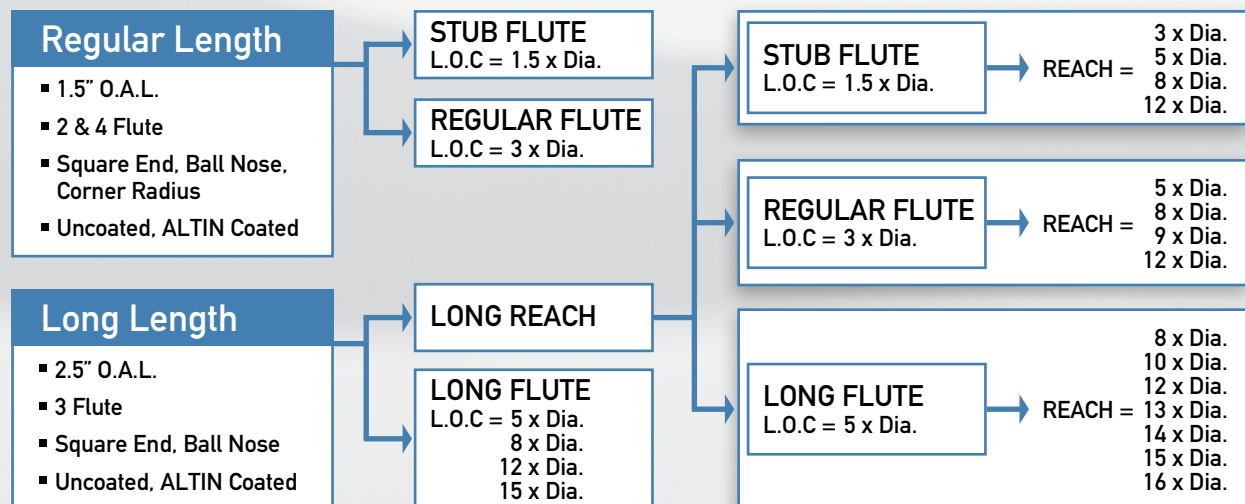 Regular Length
▪ 1.5” O.A.L.
▪ 2 & 4 Flute
▪ Square End, Ball Nose,
Corner Radius
▪ Uncoated, ALTIN Coated
STUB FLUTE
L.O.C = 1.5 x Dia.
REGULAR FLUTE
L.O.C = 3 x Dia.
Long Length
▪ 2.5” O.A.L.
▪ 3 Flute
▪ Square End, Ball Nose
▪ Uncoated, ALTIN Coated
LONG REACH
LONG FLUTE
L.O.C = 5 x Dia.
8 x Dia.
12 x Dia.
15 x Dia.
STUB FLUTE
L.O.C = 1.5 x Dia.
REACH =
3 x Dia.
5 x Dia.
8 x Dia.
12 x Dia.
REGULAR FLUTE
L.O.C = 3 x Dia.
REACH =
5 x Dia.
8 x Dia.
9 x Dia.
12 x Dia.
LONG FLUTE
L.O.C = 5 x Dia.
REACH =
8 x Dia.
10 x Dia.
12 x Dia.
13 x Dia.
14 x Dia.
15 x Dia.
16 x Dia.